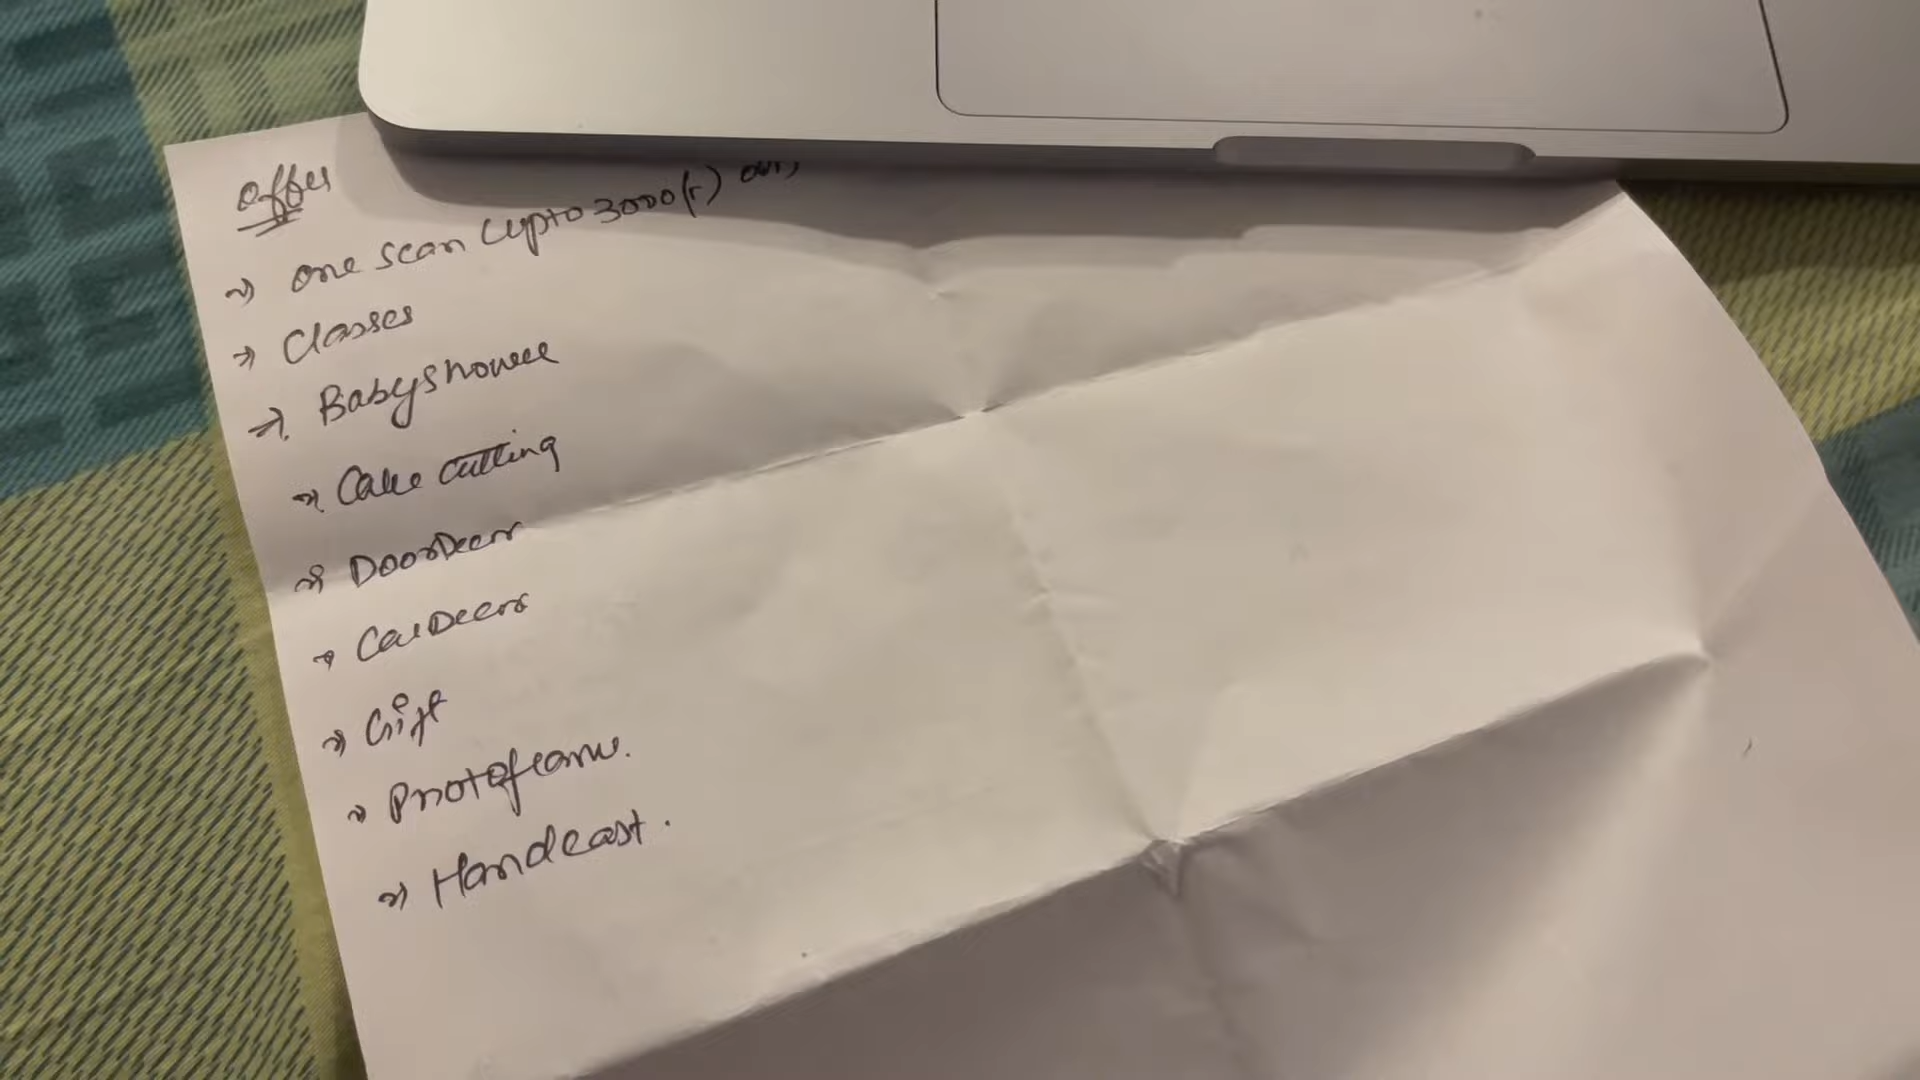 Offer
→ One scan (upto 3000(r)
→ Classes
→ Babyshower
→ Cake cutting
→ DoorDecor
→ CarDecor
→ Gift
→ Photoframe.
→ Handcast.